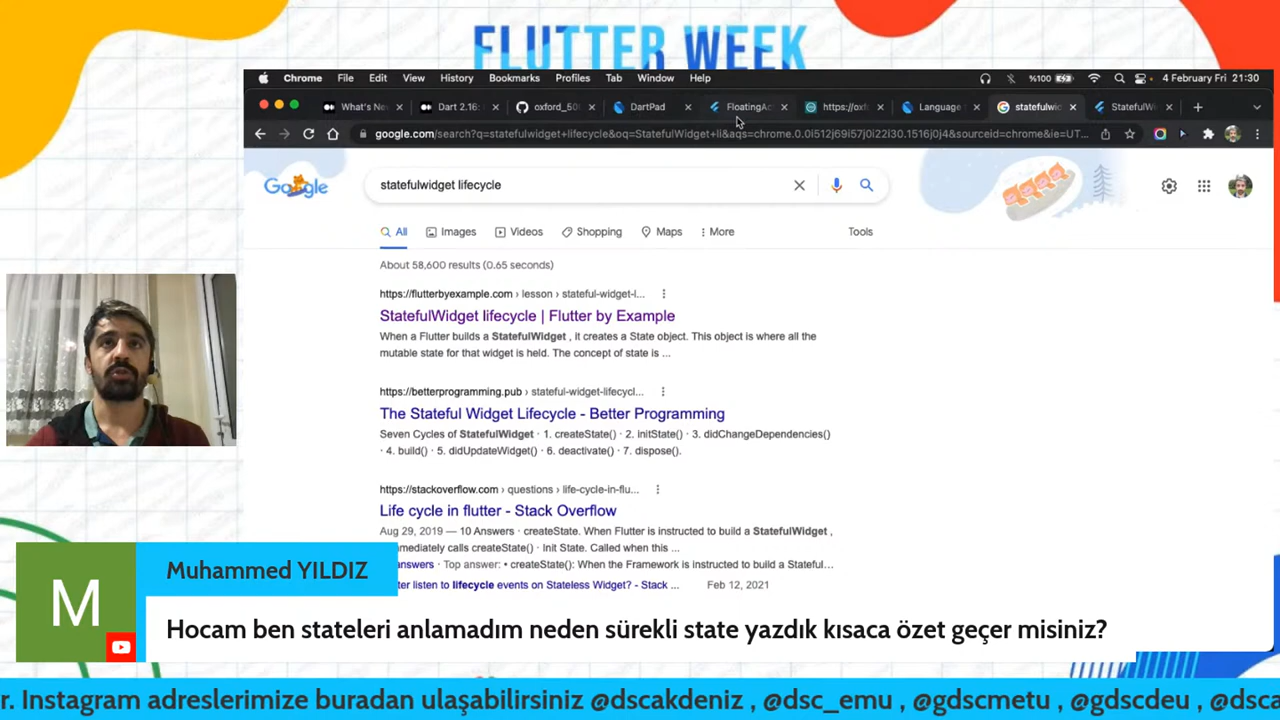 FLUTTER WEEK
Chrome File Edit View History Bookmarks Profiles Tab Window Help %100 4 February Fri 21:30
What's Ne Dart 2.16: oxford_50 DartPad FloatingAc https://oxf Language statefulwid StatefulW
google.com/search?q=statefulwidget+lifecycle&oq=StatefulWidget+li&aqs=chrome.0.0i512j69i57j0i22i30.1516j0j4&sourceid=chrome&ie=UT...
Google
statefulwidget lifecycle
All Images Videos Shopping Maps More Tools
About 58,600 results (0.65 seconds)
https://flutterbyexample.com › lesson › stateful-widget-l...
StatefulWidget lifecycle | Flutter by Example
When a Flutter builds a StatefulWidget , it creates a State object. This object is where all the
mutable state for that widget is held. The concept of state is ...
https://betterprogramming.pub › stateful-widget-lifecycl...
The Stateful Widget Lifecycle - Better Programming
Seven Cycles of StatefulWidget · 1. createState() · 2. initState() · 3. didChangeDependencies()
· 4. build() · 5. didUpdateWidget() · 6. deactivate() · 7. dispose().
https://stackoverflow.com › questions › life-cycle-in-flu...
Life cycle in flutter - Stack Overflow
Aug 29, 2019 — 10 Answers · createState. When Flutter is instructed to build a StatefulWidget ,
mmediately calls createState() · Init State. Called when this ...
answers · Top answer: • createState(): When the Framework is instructed to build a Stateful...
ter listen to lifecycle events on Stateless Widget? - Stack ... Feb 12, 2021
M
Muhammed YILDIZ
Hocam ben stateleri anlamadım neden sürekli state yazdık kısaca özet geçer misiniz?
r. Instagram adreslerimize buradan ulaşabilirsiniz @dscakdeniz , @dsc_emu , @gdscmetu , @gdscdeu , @dsca